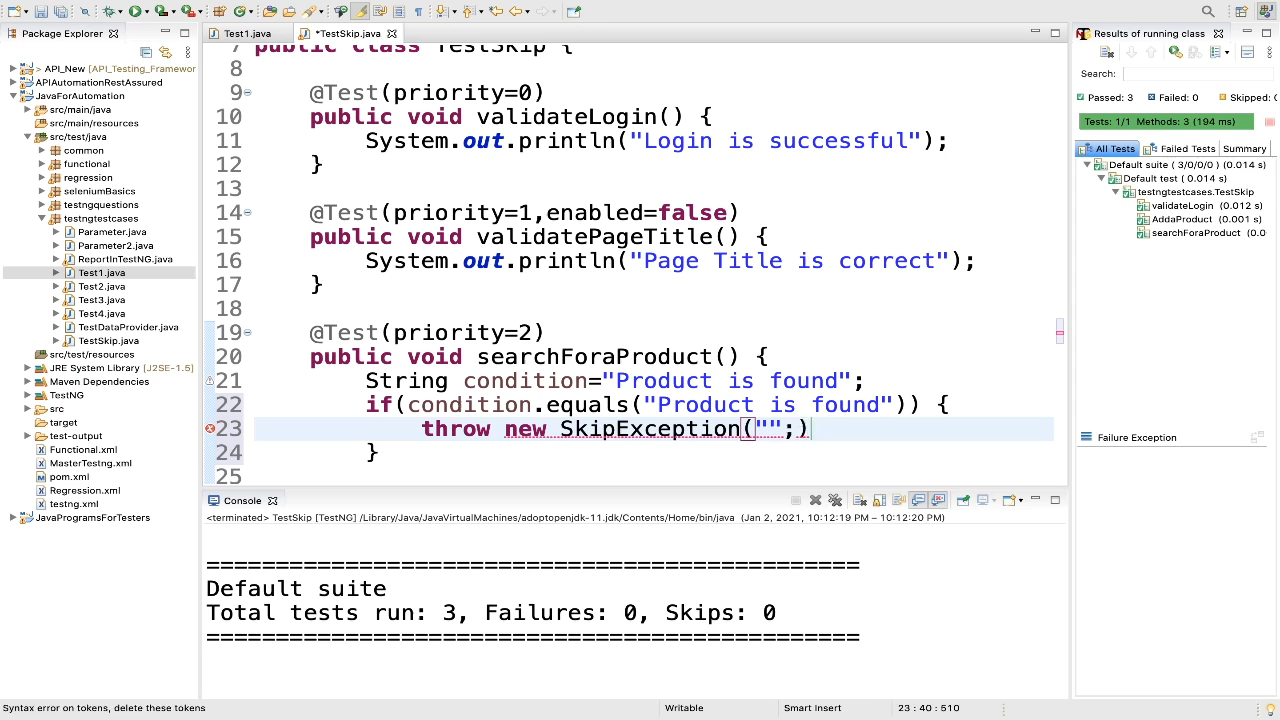 Package Explorer
> API_New [API_Testing_Framewor
APIAutomationRestAssured
JavaForAutomation
src/main/java
src/main/resources
src/test/java
common
functional
regression
seleniumBasics
testngquestions
testngtestcases
Parameter.java
Parameter2.java
ReportInTestNG.java
Test1.java
Test2.java
Test3.java
Test4.java
TestDataProvider.java
TestSkip.java
src/test/resources
JRE System Library [J2SE-1.5]
Maven Dependencies
TestNG
src
target
test-output
Functional.xml
MasterTestng.xml
pom.xml
Regression.xml
testng.xml
JavaProgramsForTesters
Test1.java
*TestSkip.java
7 public class TestSkip {
8
9 @Test(priority=0)
10 public void validateLogin() {
11 System.out.println("Login is successful");
12 }
13
14 @Test(priority=1,enabled=false)
15 public void validatePageTitle() {
16 System.out.println("Page Title is correct");
17 }
18
19 @Test(priority=2)
20 public void searchForaProduct() {
21 String condition="Product is found";
22 if(condition.equals("Product is found")) {
23 throw new SkipException("";)
24 }
25
Console
<terminated> TestSkip [TestNG] /Library/Java/JavaVirtualMachines/adoptopenjdk-11.jdk/Contents/Home/bin/java (Jan 2, 2021, 10:12:19 PM – 10:12:20 PM)
===============================================
Default suite
Total tests run: 3, Failures: 0, Skips: 0
===============================================
Results of running class
Search:
Passed: 3 Failed: 0 Skipped:
Tests: 1/1 Methods: 3 (194 ms)
All Tests Failed Tests Summary
Default suite ( 3/0/0/0 ) (0.014 s)
Default test ( 0.014 s)
testngtestcases.TestSkip
validateLogin (0.012 s)
AddaProduct (0.001 s)
searchForaProduct (0.0
Failure Exception
Syntax error on tokens, delete these tokens
Writable
Smart Insert
23 : 40 : 510